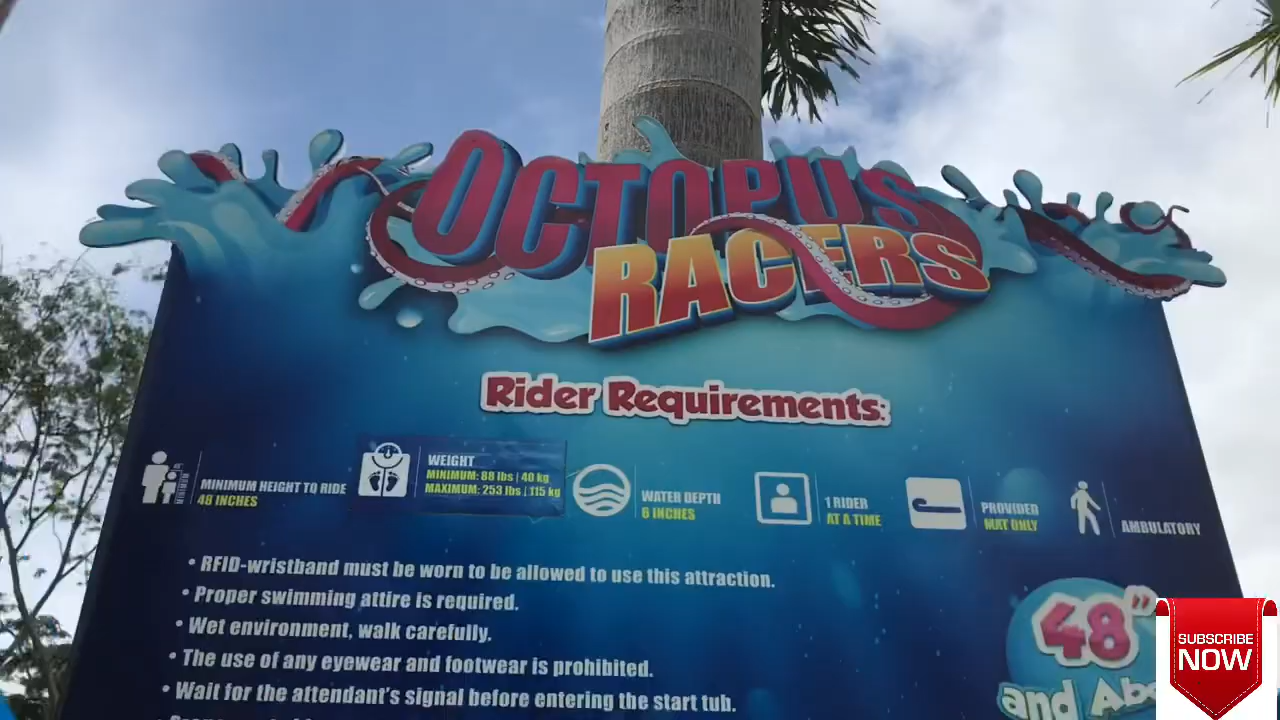 OCTOPUS
RACERS
Rider Requirements:
MINIMUM HEIGHT TO RIDE
48 INCHES
WEIGHT
MINIMUM: 88 lbs | 40 kg
MAXIMUM: 253 lbs | 115 kg
WATER DEPTH
6 INCHES
1 RIDER
AT A TIME
PROVIDED
MAT ONLY
AMBULATORY
• RFID-wristband must be worn to be allowed to use this attraction.
• Proper swimming attire is required.
• Wet environment, walk carefully.
• The use of any eyewear and footwear is prohibited.
• Wait for the attendant's signal before entering the start tub.
48"
and
SUBSCRIBE
NOW